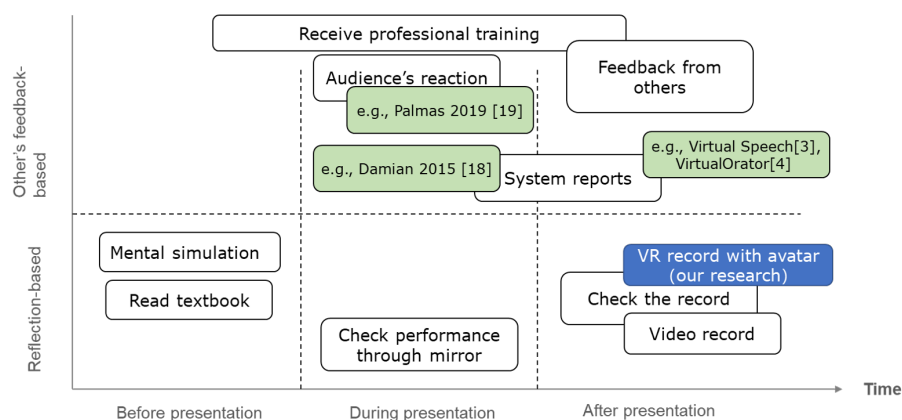 Other's feedback-
based
Receive professional training
Audience's reaction
e.g., Palmas 2019 [19]
Feedback from
others
e.g., Damian 2015 [18]
System reports
e.g., Virtual Speech[3],
VirtualOrator[4]
Reflection-based
Mental simulation
Read textbook
Check performance
through mirror
VR record with avatar
(our research)
Check the record
Video record
Time
Before presentation
During presentation
After presentation